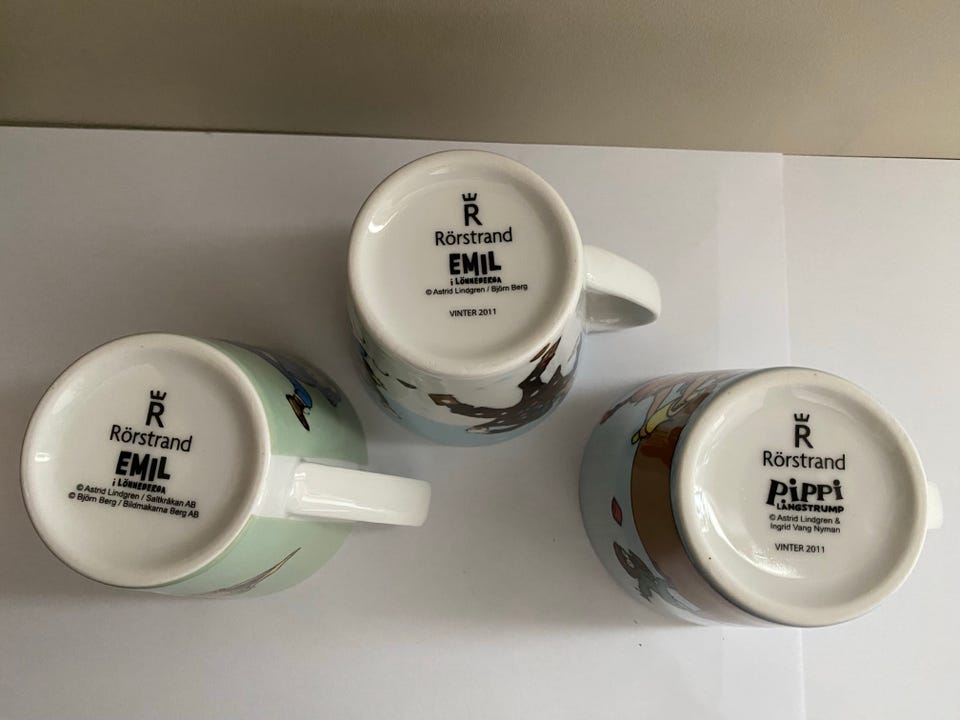 R
Rörstrand
EMIL
i LÖNNEBERGA
© Astrid Lindgren / Björn Berg
VINTER 2011
R
Rörstrand
EMIL
i LÖNNEBERGA
© Astrid Lindgren / Saltkråkan AB
© Björn Berg / Bildmakarna Berg AB
R
Rörstrand
PiPPi
LÅNGSTRUMP
© Astrid Lindgren &
Ingrid Vang Nyman
VINTER 2011